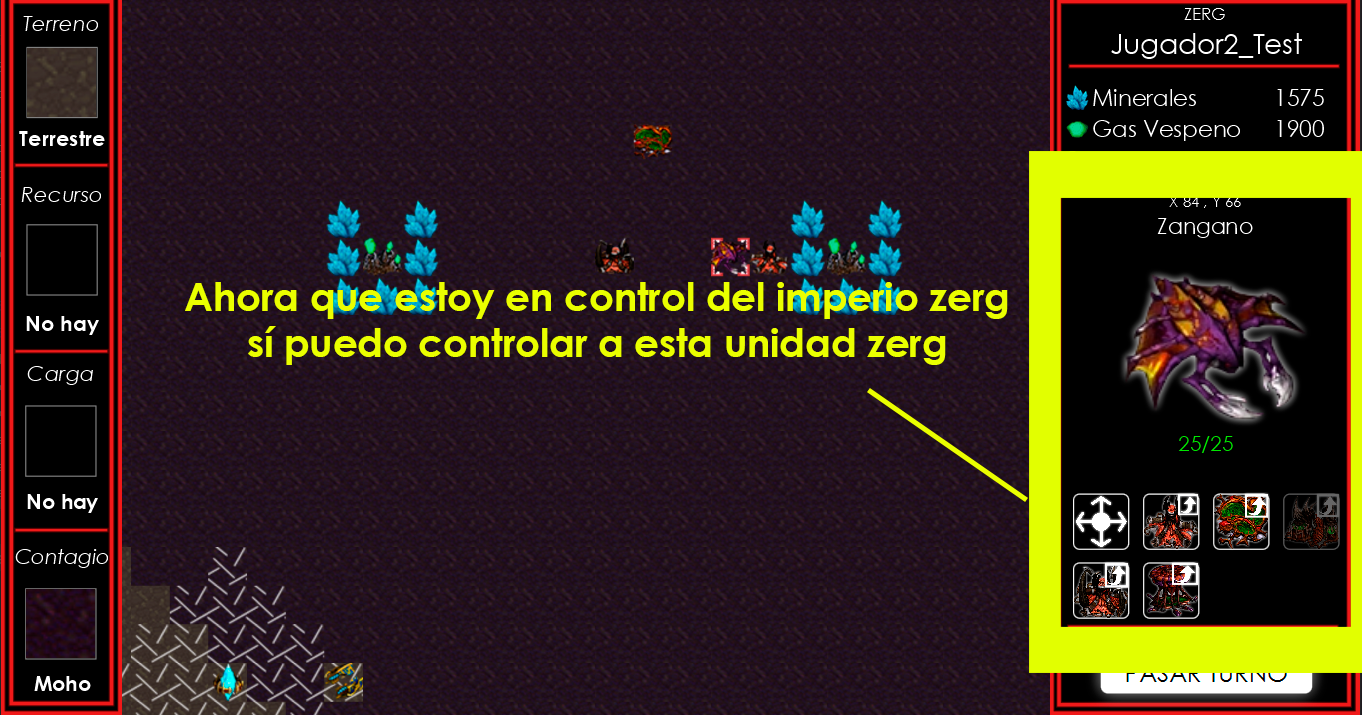 Terreno
Terrestre
Recurso
No hay
Carga
No hay
Contagio
Moho
Ahora que estoy en control del imperio zerg
sí puedo controlar a esta unidad zerg
ZERG
Jugador2_Test
Minerales 1575
Gas Vespeno 1900
X 84 , Y 66
Zangano
25/25
PASAR TURNO